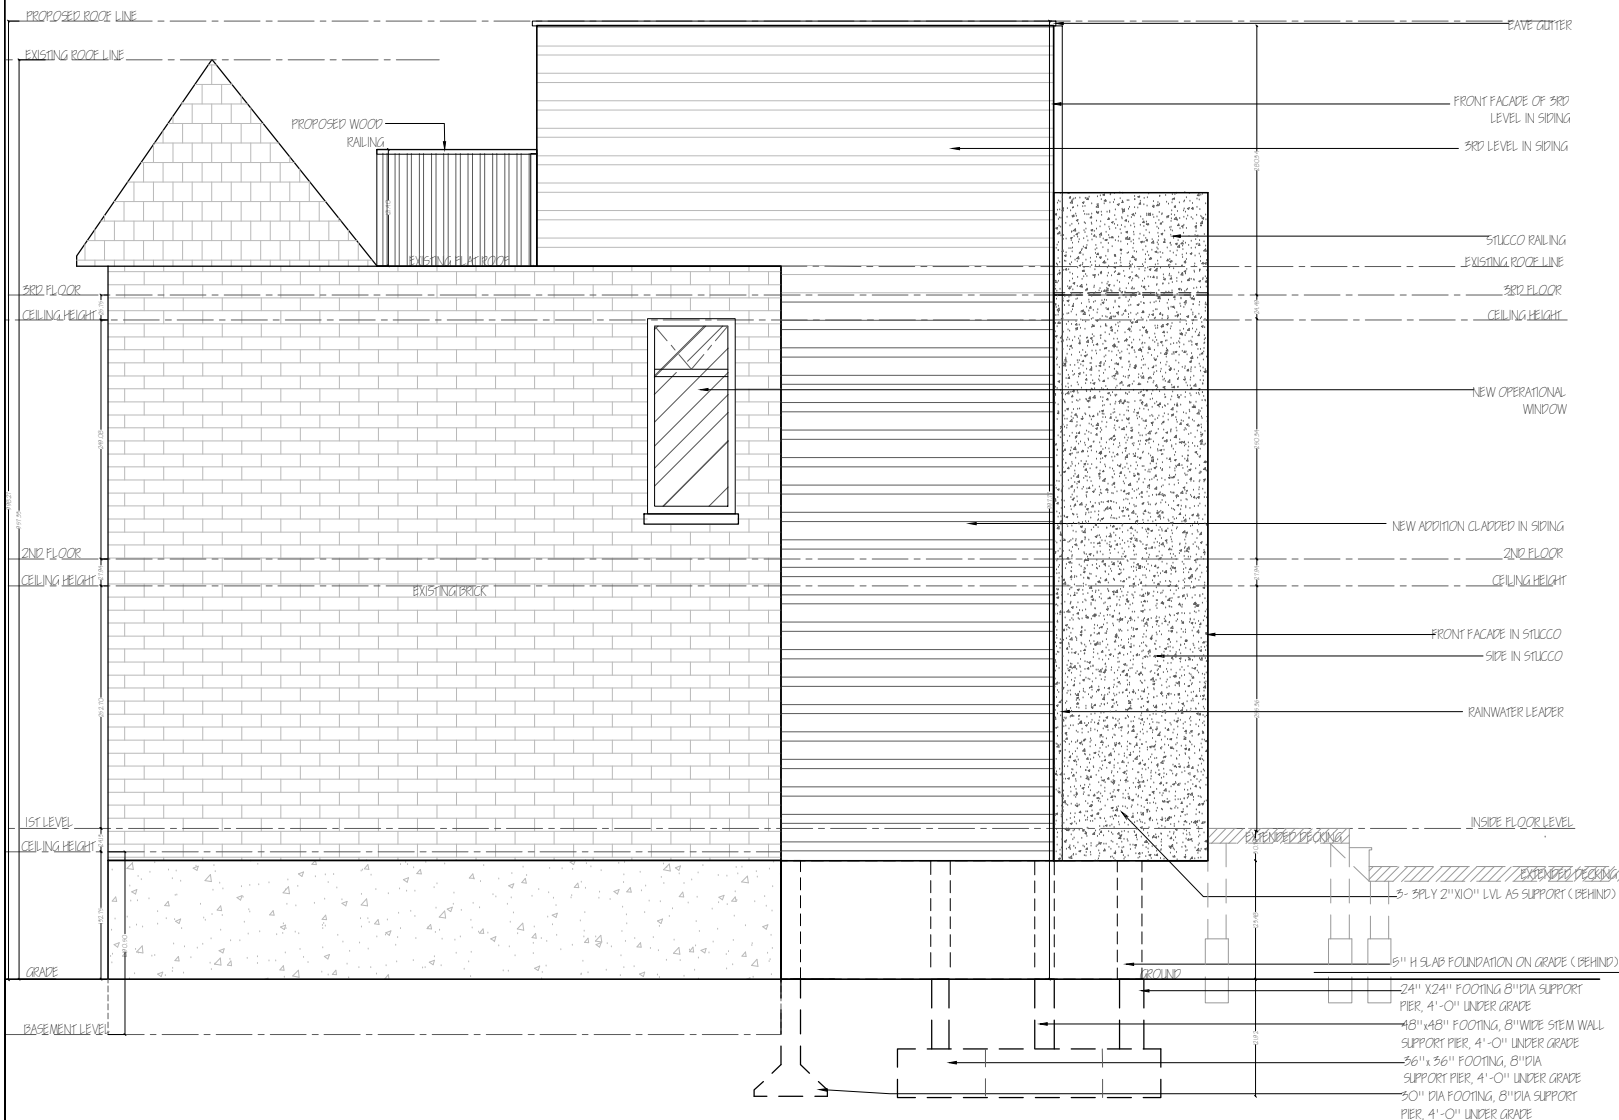 PROPOSED ROOF LINE
EAVE GUTTER
EXISTING ROOF LINE
FRONT FACADE OF 3RD
LEVEL IN SIDING
PROPOSED WOOD
RAILING
3RD LEVEL IN SIDING
STUCCO RAILING
EXISTING FLAT ROOF
EXISTING ROOF LINE
3RD FLOOR
3RD FLOOR
CEILING HEIGHT
CEILING HEIGHT
NEW OPERATIONAL
WINDOW
NEW ADDITION CLADDED IN SIDING
2ND FLOOR
2ND FLOOR
CEILING HEIGHT
CEILING HEIGHT
EXISTING BRICK
FRONT FACADE IN STUCCO
SIDE IN STUCCO
RAINWATER LEADER
1ST LEVEL
INSIDE FLOOR LEVEL
EXTENDED DECKING
CEILING HEIGHT
EXTENDED DECKING
3- 3PLY 2"X10" LVL AS SUPPORT (BEHIND)
5" H SLAB FOUNDATION ON GRADE (BEHIND)
GRADE
GROUND
24" X24" FOOTING 8"DIA SUPPORT
PIER, 4'-0" UNDER GRADE
48"x48" FOOTING, 8"WIDE STEM WALL
SUPPORT PIER, 4'-0" UNDER GRADE
BASEMENT LEVEL
36"x 36" FOOTING, 8"DIA
SUPPORT PIER, 4'-0" UNDER GRADE
30" DIA FOOTING, 8"DIA SUPPORT
PIER, 4'-0" UNDER GRADE